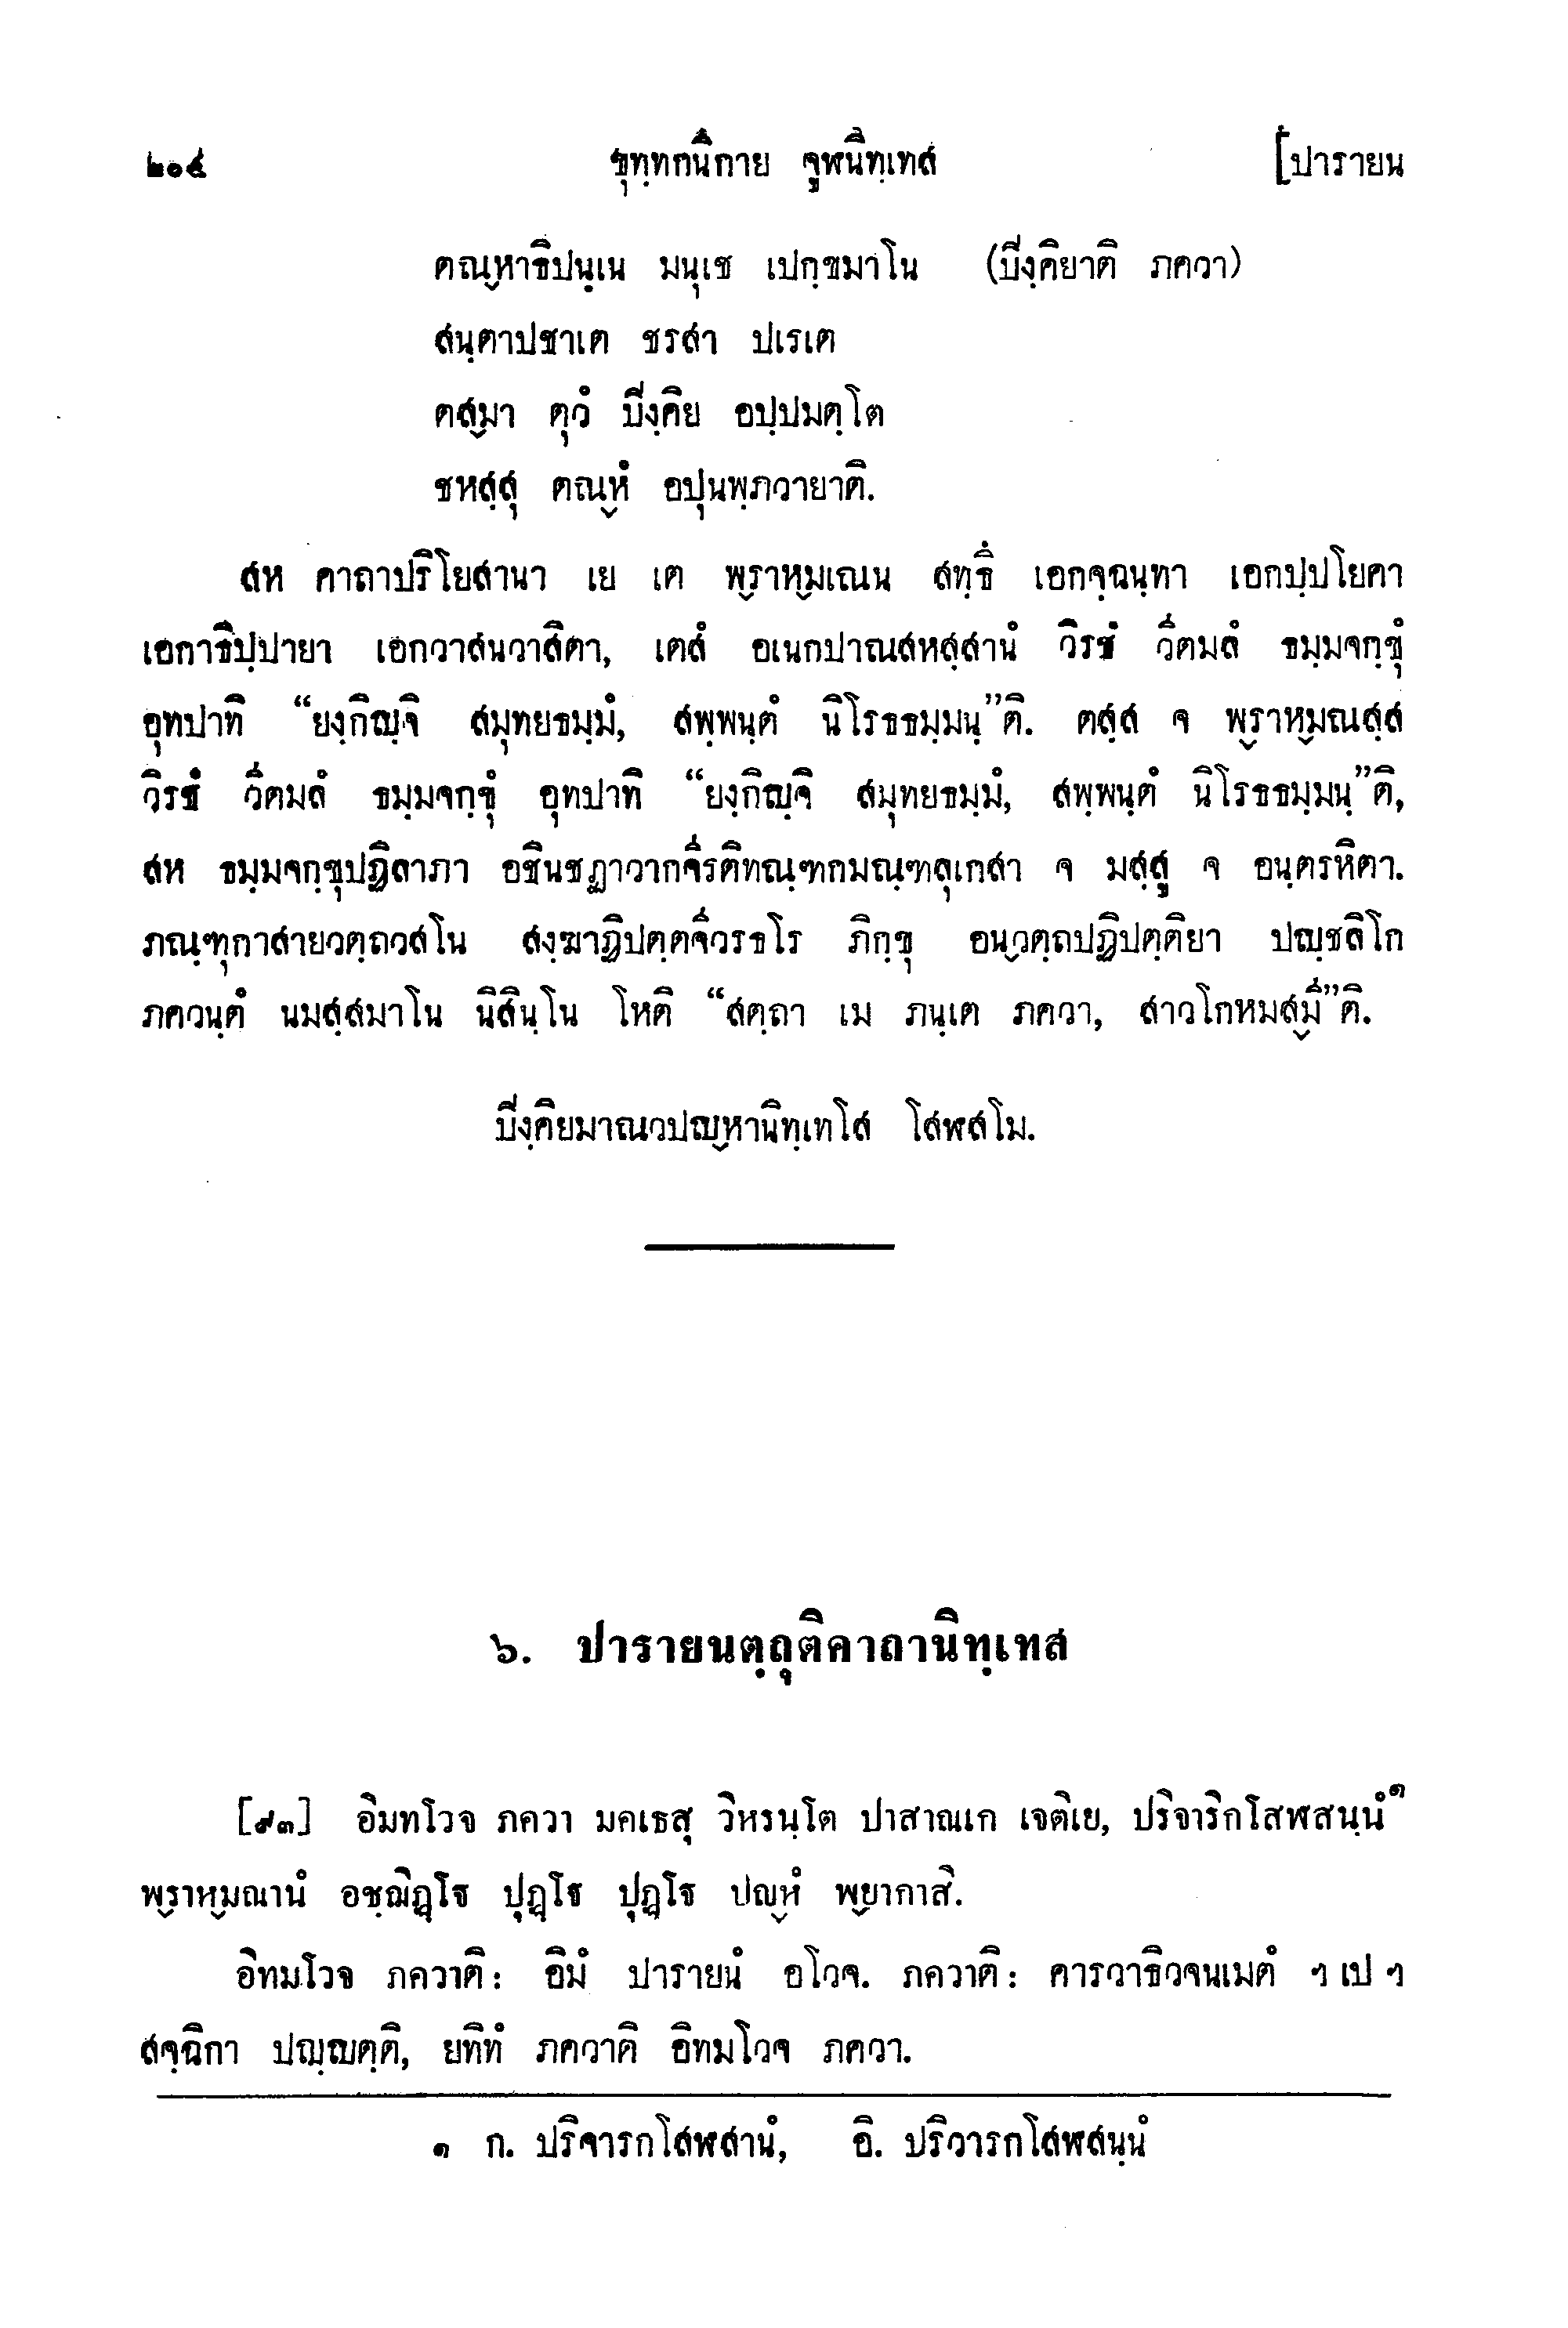 ๒๐๔ ขุทฺทกนิกาย จูฬนิทฺเทส [ปารายน
ตณฺหาธิปนฺเน มนุเช เปกฺขมาโน (ปิงฺคิยาติ ภควา)
สนฺตาปชาเต ชรสา ปเรเต
ตสฺมา ตุวํ ปิงฺคิย อปฺปมตฺโต
ชหสฺสุ ตณฺหํ อปุนพฺภวายาติ.
สห คาถาปริโยสานา เย เต พฺราหฺมเณน สทฺธึ เอกจฺฉนฺทา เอกปฺปโยคา
เอกาธิปฺปายา เอกวาสนวาสิตา, เตสํ อเนกปาณสหสฺสานํ วิรชํ วีตมลํ ธมฺมจกฺขุํ
อุทปาทิ “ยงฺกิญฺจิ สมุทยธมฺมํ, สพฺพนฺตํ นิโรธธมฺมนฺ”ติ. ตสฺส จ พฺราหฺมณสฺส
วิรชํ วีตมลํ ธมฺมจกฺขุํ อุทปาทิ “ยงฺกิญฺจิ สมุทยธมฺมํ, สพฺพนฺตํ นิโรธธมฺมนฺ”ติ,
สห ธมฺมจกฺขุปฏิลาภา อชินชฏาวากจีรติทณฺฑกมณฺฑลุเกสา จ มสฺสู จ อนฺตรหิตา.
ภณฺฑุกาสายวตฺถวสโน สงฺฆาฏิปตฺตจีวรธโร ภิกฺขุ อนฺวตฺถปฏิปตฺติยา ปญฺชลิโก
ภควนฺตํ นมสฺสมาโน นิสินฺโน โหติ “สตฺถา เม ภนฺเต ภควา, สาวโกหมสฺมี”ติ.
ปิงฺคิยมาณวปญฺหานิทฺเทโส โสฬสโม.
๖. ปารายนตฺถุติคาถานิทฺเทส
[๙๓] อิมทโวจ ภควา มคเธสุ วิหรนฺโต ปาสาณเก เจติเย, ปริจาริกโสฬสนฺนํ๑
พฺราหฺมณานํ อชฺฌิฏฺโฐ ปุฏฺโฐ ปุฏฺโฐ ปญฺหํ พฺยากาสิ.
อิทมโวจ ภควาติ: อิมํ ปารายนํ อโวจ. ภควาติ: คารวาธิวจนเมตํ ฯ เป ฯ
สจฺฉิกา ปญฺญตฺติ, ยทิทํ ภควาติ อิทมโวจ ภควา.
๑ ก. ปริจารกโสฬสานํ, อิ. ปริวารกโสฬสนฺนํ